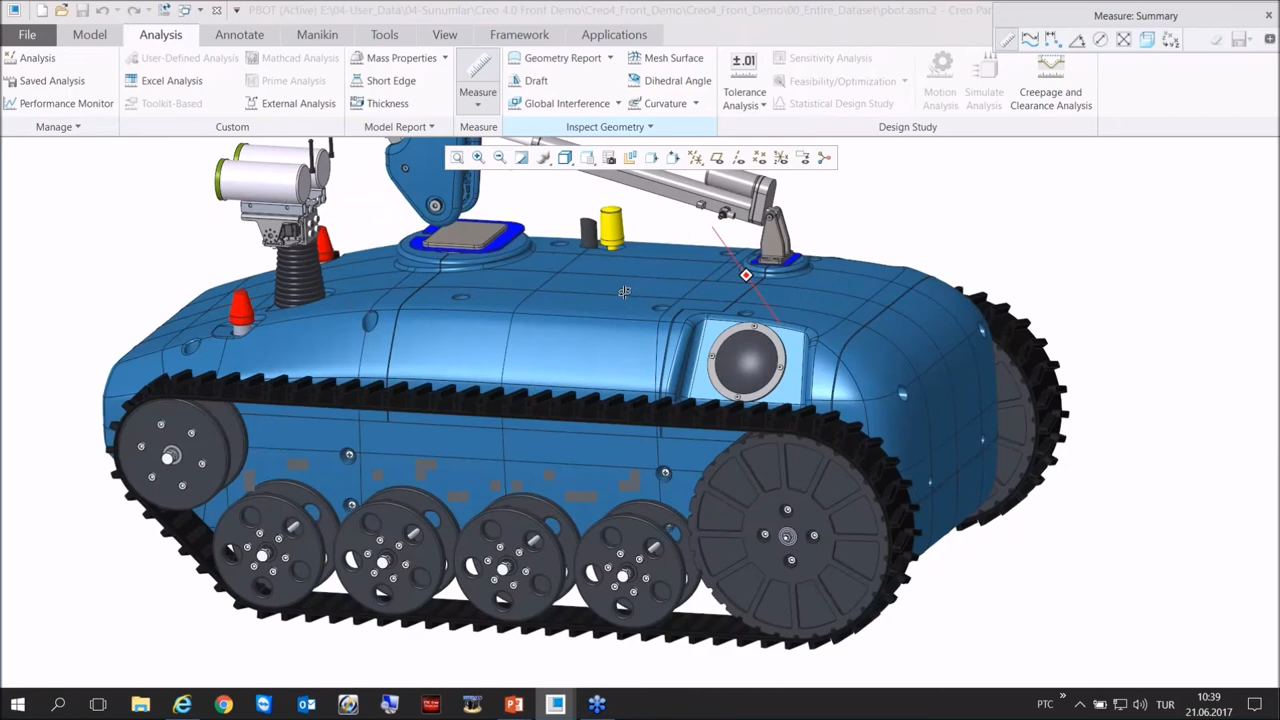 PBOT (Active) E:\04-User_Data\04-Sunumlar\Creo 4.0 Front Demo\Creo4_Front_Demo\Creo4_Front_Demo\00_Entire_Dataset\pbot.asm.2 - Creo Par
Measure: Summary
File Model Analysis Annotate Manikin Tools View Framework Applications
Analysis
Saved Analysis
Performance Monitor
Manage
User-Defined Analysis
Excel Analysis
Toolkit-Based
Mathcad Analysis
Prime Analysis
External Analysis
Custom
Mass Properties
Short Edge
Thickness
Model Report
Measure
Measure
Geometry Report
Draft
Global Interference
Mesh Surface
Dihedral Angle
Curvature
Inspect Geometry
±.01
Tolerance
Analysis
Sensitivity Analysis
Feasibility/Optimization
Statistical Design Study
Motion
Analysis
Simulate
Analysis
Creepage and
Clearance Analysis
Design Study
PTC
TUR
10:39
21.06.2017